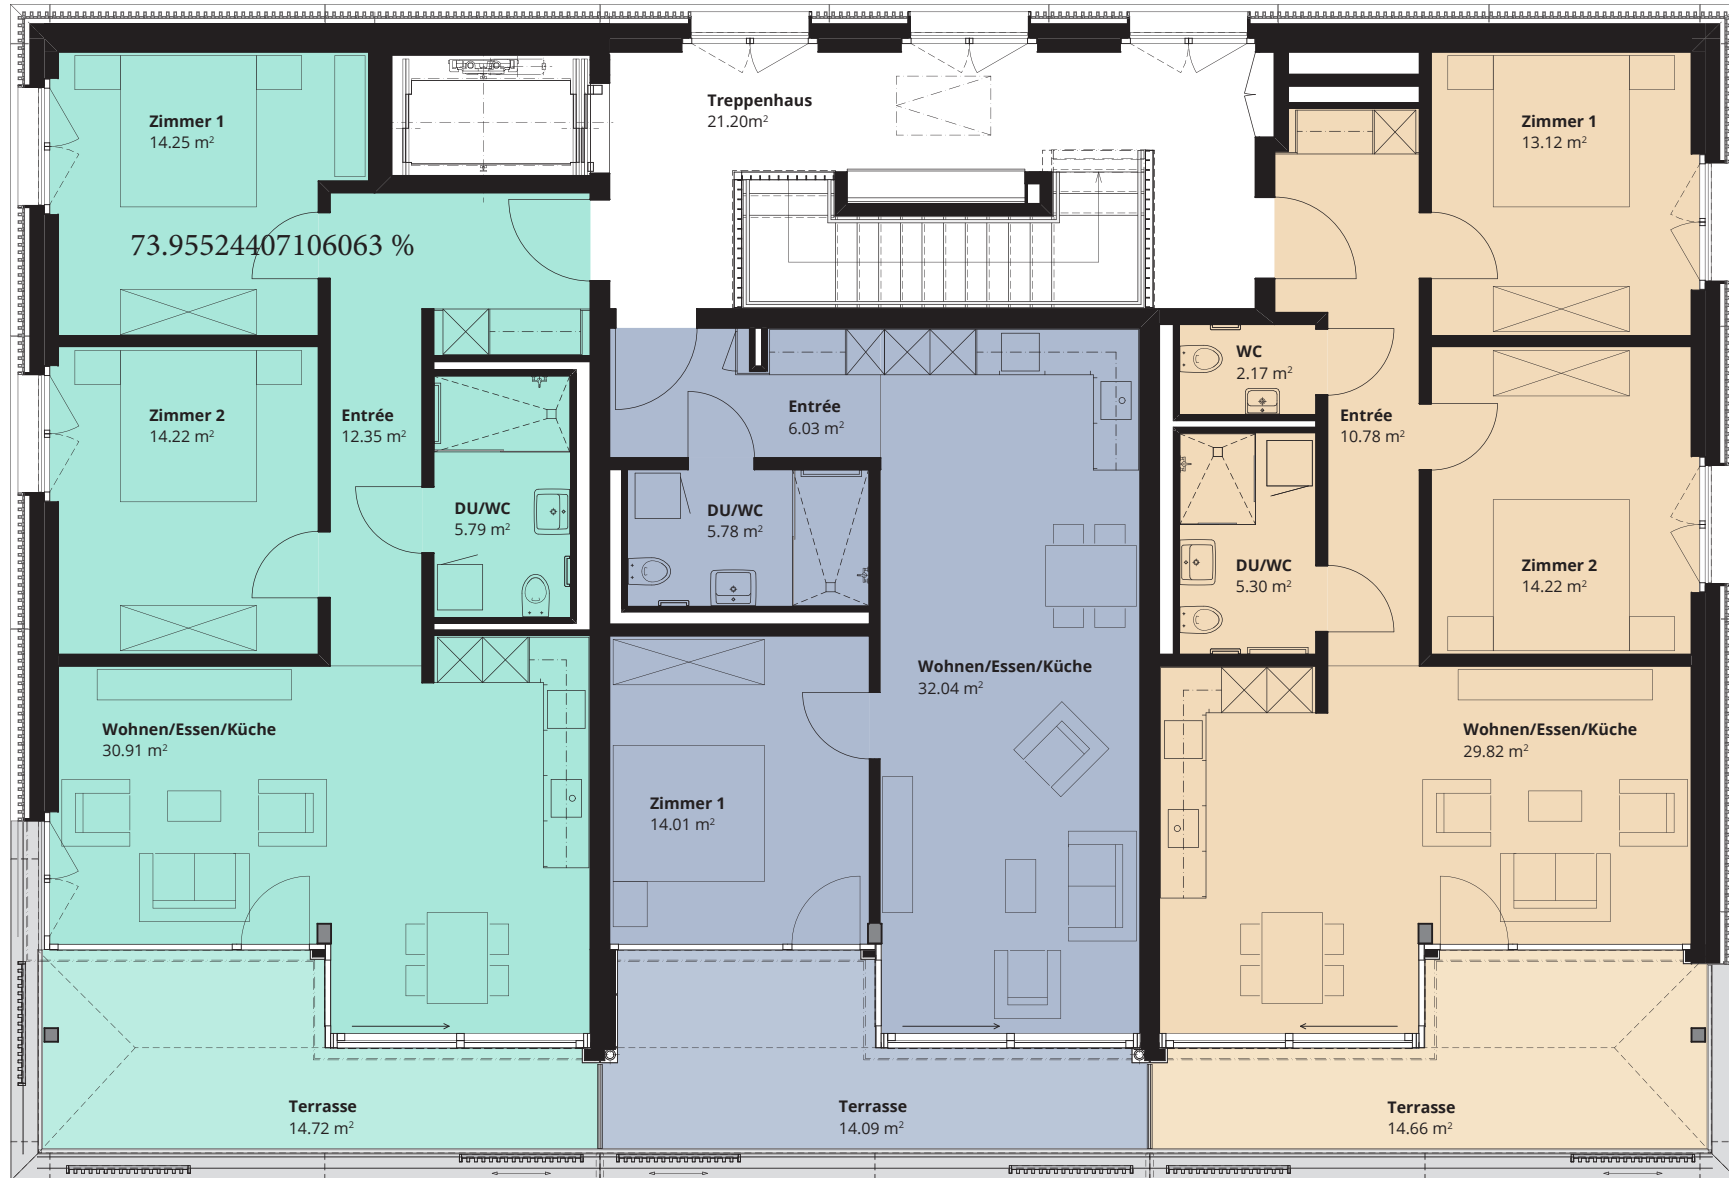 Treppenhaus
21.20m²
Zimmer 1
14.25 m²
Zimmer 1
13.12 m²
73.95524407106063 %
WC
2.17 m²
Zimmer 2
14.22 m²
Entrée
12.35 m²
Entrée
6.03 m²
Entrée
10.78 m²
DU/WC
5.79 m²
DU/WC
5.78 m²
DU/WC
5.30 m²
Zimmer 2
14.22 m²
Wohnen/Essen/Küche
32.04 m²
Wohnen/Essen/Küche
30.91 m²
Wohnen/Essen/Küche
29.82 m²
Zimmer 1
14.01 m²
Terrasse
14.72 m²
Terrasse
14.09 m²
Terrasse
14.66 m²